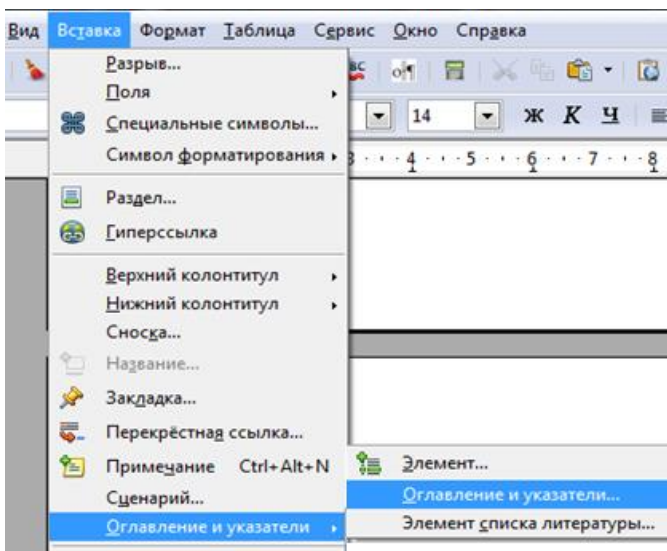 Вид Вставка Формат Таблица Сервис Окно Справка
Разрыв...
Поля
14 Ж К Ч
Специальные символы...
Символ форматирования
4 5 6 7 8
Раздел...
Гиперссылка
Верхний колонтитул
Нижний колонтитул
Сноска...
Название...
Закладка...
Перекрёстная ссылка...
Примечание Ctrl+Alt+N
Элемент...
Сценарий...
Оглавление и указатели...
Оглавление и указатели
Элемент списка литературы...